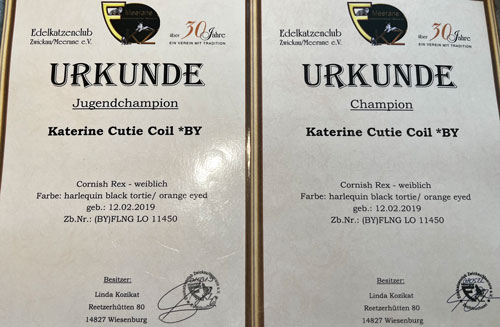 Edelkatzenclub
Zwickau/Meerane e.V.
Meerane
über 30 Jahre
EIN VEREIN MIT TRADITION
URKUNDE
Jugendchampion
Katerine Cutie Coil *BY
Cornish Rex - weiblich
Farbe: harlequin black tortie/ orange eyed
geb.: 12.02.2019
Zb.Nr.: (BY)FLNG LO 11450
Besitzer:
Linda Kozikat
Reetzerhütten 80
14827 Wiesenburg
Edelkatzenclub
Zwickau/Meerane e.V.
Meerane
über 30 Jahre
EIN VEREIN MIT TRADITION
URKUNDE
Champion
Katerine Cutie Coil *BY
Cornish Rex - weiblich
Farbe: harlequin black tortie/ orange eyed
geb.: 12.02.2019
Zb.Nr.: (BY)FLNG LO 11450
Besitzer:
Linda Kozikat
Reetzerhütten 80
14827 Wiesenburg